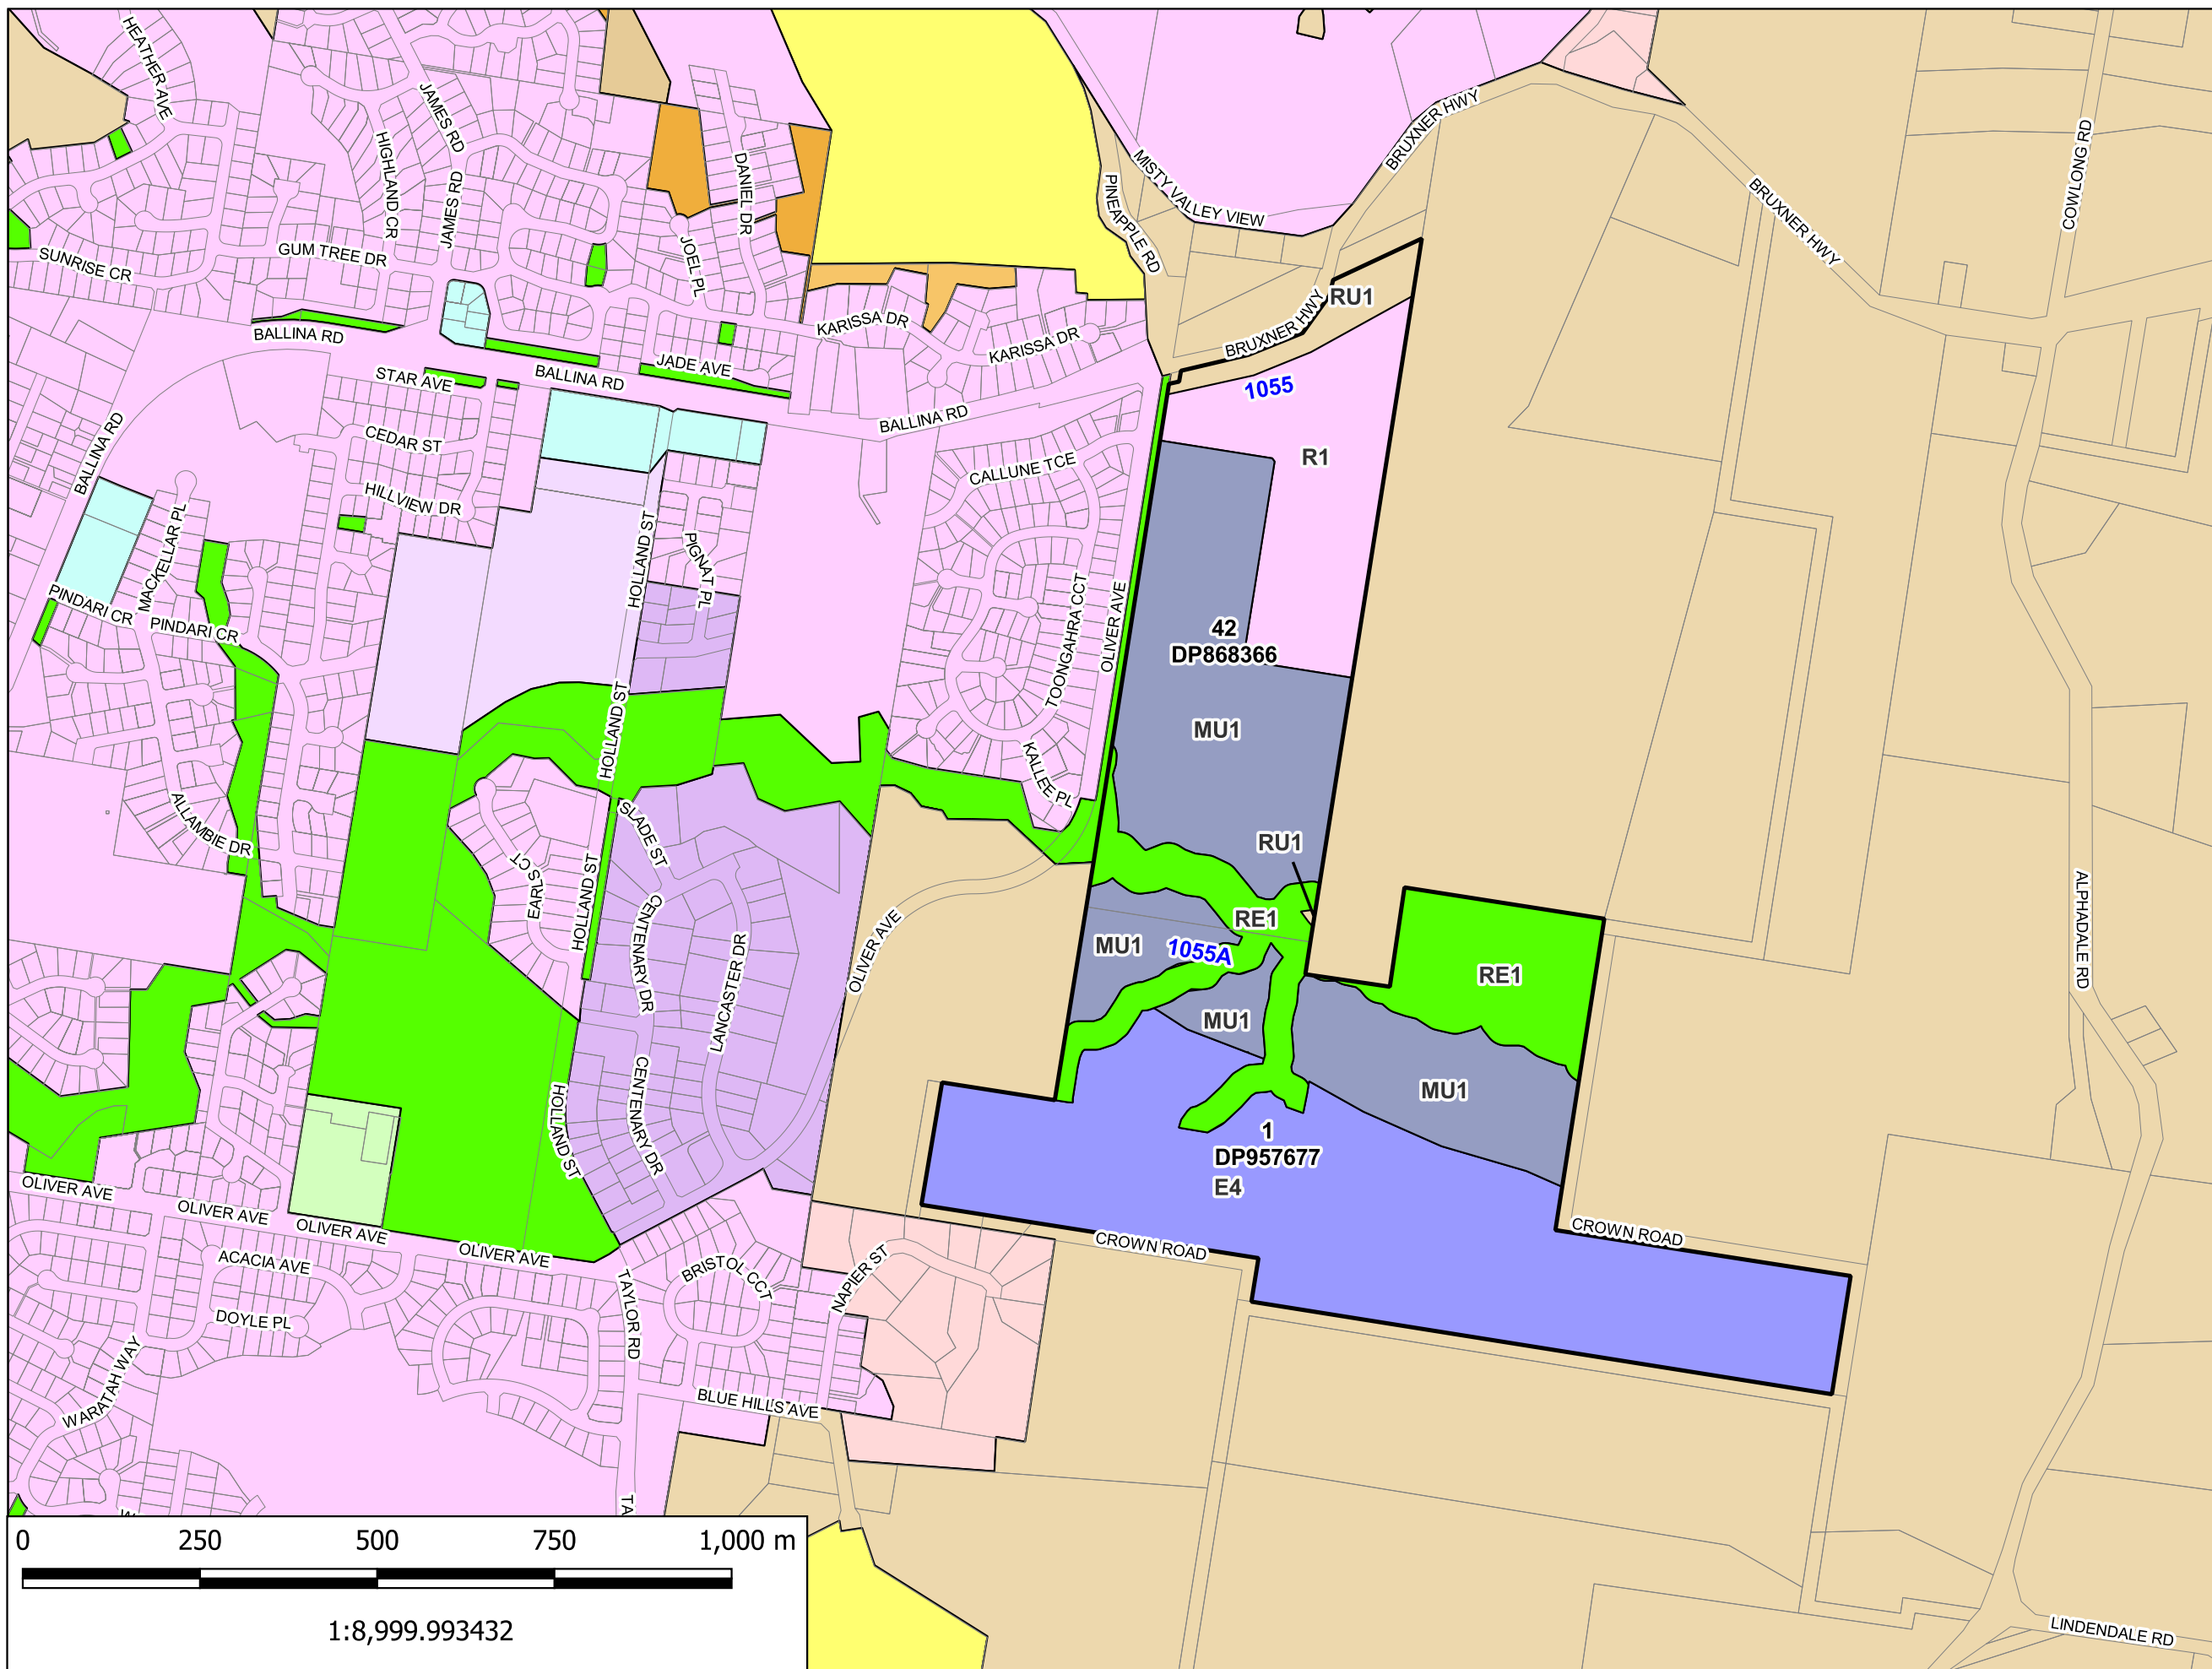 HEATHER AVE
JAMES RD
HIGHLAND CR
JAMES RD
DANIEL DR
JOEL PL
GUM TREE DR
SUNRISE CR
BALLINA RD
STAR AVE
BALLINA RD
JADE AVE
KARISSA DR
KARISSA DR
BALLINA RD
BALLINA RD
CEDAR ST
HILLVIEW DR
CALLUNE TCE
MACKELLAR PL
PINDARI CR
PINDARI CR
HOLLAND ST
PIGNAT PL
TOONGAHRA CCT
OLIVER AVE
HOLLAND ST
KALLEE PL
ALLAMBIE DR
SLADE ST
EARLS CT
HOLLAND ST
CENTENARY DR
LANCASTER DR
OLIVER AVE
CENTENARY DR
HOLLAND ST
OLIVER AVE
OLIVER AVE
OLIVER AVE
OLIVER AVE
ACACIA AVE
DOYLE PL
WARATAH WAY
TAYLOR RD
BRISTOL CCT
NAPIER ST
BLUE HILLS AVE
TA
MISTY VALLEY VIEW
PINEAPPLE RD
BRUXNER HWY
BRUXNER HWY
BRUXNER HWY
COWLONG RD
ALPHADALE RD
LINDENDALE RD
CROWN ROAD
CROWN ROAD
RU1
1055
R1
42
DP868366
MU1
RU1
RE1
MU1
1055A
MU1
RE1
MU1
1
DP957677
E4
0 250 500 750 1,000 m
1:8,999.993432